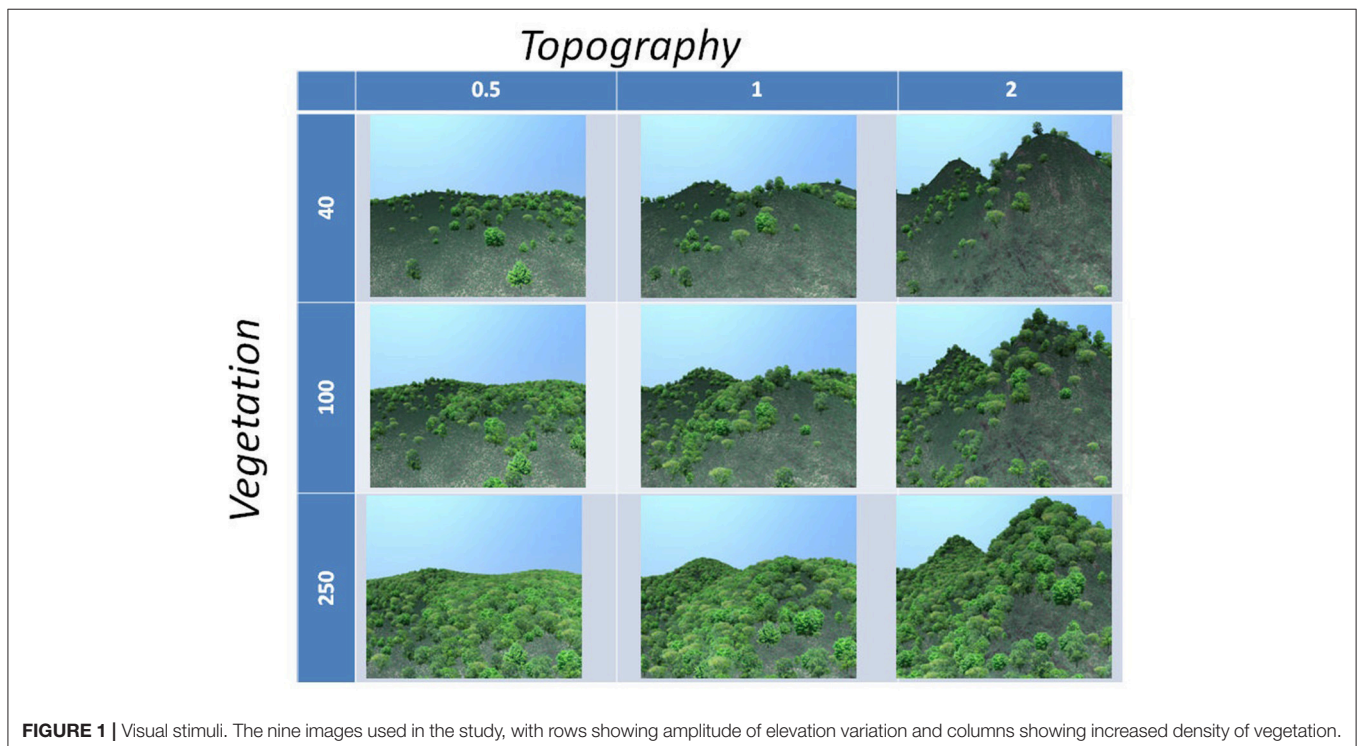 Topography
0.5 1 2
Vegetation
40
100
250
FIGURE 1 | Visual stimuli. The nine images used in the study, with rows showing amplitude of elevation variation and columns showing increased density of vegetation.